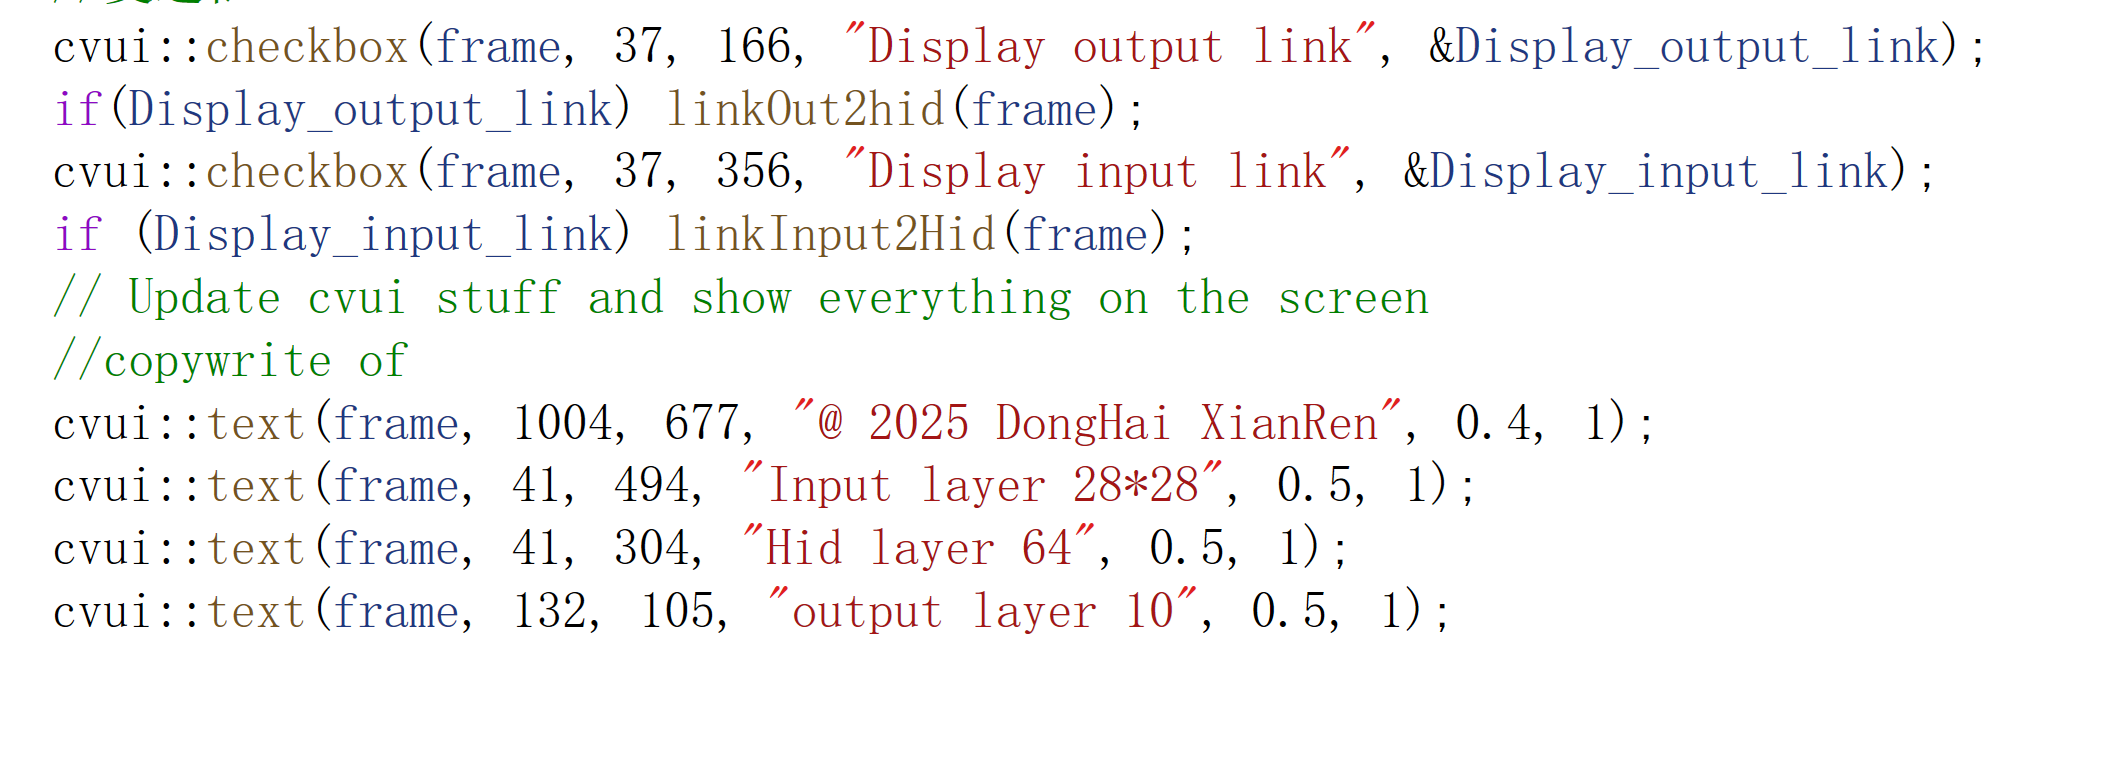 cvui::checkbox(frame, 37, 166, "Display output link", &Display_output_link);
if(Display_output_link) linkOut2hid(frame);
cvui::checkbox(frame, 37, 356, "Display input link", &Display_input_link);
if (Display_input_link) linkInput2Hid(frame);
// Update cvui stuff and show everything on the screen
//copywrite of
cvui::text(frame, 1004, 677, "@ 2025 DongHai XianRen", 0.4, 1);
cvui::text(frame, 41, 494, "Input layer 28*28", 0.5, 1);
cvui::text(frame, 41, 304, "Hid layer 64", 0.5, 1);
cvui::text(frame, 132, 105, "output layer 10", 0.5, 1);